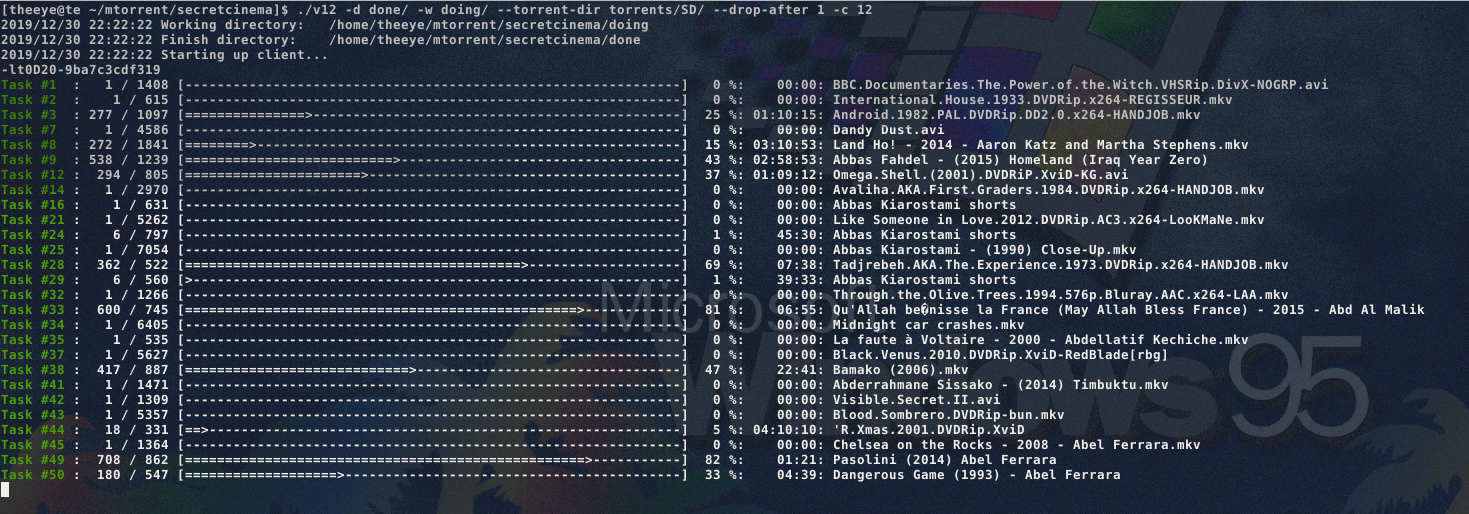 [theeye@te ~/mtorrent/secretcinema]$ ./v12 -d done/ -w doing/ --torrent-dir torrents/SD/ --drop-after 1 -c 12
2019/12/30 22:22:22 Working directory:   /home/theeye/mtorrent/secretcinema/doing
2019/12/30 22:22:22 Finish directory:    /home/theeye/mtorrent/secretcinema/done
2019/12/30 22:22:22 Starting up client...
-lt0D20-9ba7c3cdf319
Task #1  :   1 / 1408 [---------------------------------------------------------------]   0 %:    00:00: BBC.Documentaries.The.Power.of.the.Witch.VHSRip.DivX-NOGRP.avi
Task #2  :    1 / 615 [---------------------------------------------------------------]   0 %:    00:00: International.House.1933.DVDRip.x264-REGISSEUR.mkv
Task #3  : 277 / 1097 [===============>-----------------------------------------------]  25 %: 01:10:15: Android.1982.PAL.DVDRip.DD2.0.x264-HANDJOB.mkv
Task #7  :   1 / 4586 [---------------------------------------------------------------]   0 %:    00:00: Dandy Dust.avi
Task #8  : 272 / 1841 [========>------------------------------------------------------]  15 %: 03:10:53: Land Ho! - 2014 - Aaron Katz and Martha Stephens.mkv
Task #9  : 538 / 1239 [==========================>------------------------------------]  43 %: 02:58:53: Abbas Fahdel - (2015) Homeland (Iraq Year Zero)
Task #12 :  294 / 805 [======================>----------------------------------------]  37 %: 01:09:12: Omega.Shell.(2001).DVDRiP.XviD-KG.avi
Task #14 :   1 / 2970 [---------------------------------------------------------------]   0 %:    00:00: Avaliha.AKA.First.Graders.1984.DVDRip.x264-HANDJOB.mkv
Task #16 :    1 / 631 [---------------------------------------------------------------]   0 %:    00:00: Abbas Kiarostami shorts
Task #21 :   1 / 5262 [---------------------------------------------------------------]   0 %:    00:00: Like Someone in Love.2012.DVDRip.AC3.x264-LooKMaNe.mkv
Task #24 :    6 / 797 [---------------------------------------------------------------]   1 %:    45:30: Abbas Kiarostami shorts
Task #25 :   1 / 7054 [---------------------------------------------------------------]   0 %:    00:00: Abbas Kiarostami - (1990) Close-Up.mkv
Task #28 :  362 / 522 [==========================================>--------------------]  69 %:    07:38: Tadjrebeh.AKA.The.Experience.1973.DVDRip.x264-HANDJOB.mkv
Task #29 :    6 / 560 [>--------------------------------------------------------------]   1 %:    39:33: Abbas Kiarostami shorts
Task #32 :   1 / 1266 [---------------------------------------------------------------]   0 %:    00:00: Through.the.Olive.Trees.1994.576p.Bluray.AAC.x264-LAA.mkv
Task #33 :  600 / 745 [=================================================>-------------]  81 %:    06:55: Qu'Allah be�nisse la France (May Allah Bless France) - 2015 - Abd Al Malik
Task #34 :   1 / 6405 [---------------------------------------------------------------]   0 %:    00:00: Midnight car crashes.mkv
Task #35 :    1 / 535 [---------------------------------------------------------------]   0 %:    00:00: La faute à Voltaire - 2000 - Abdellatif Kechiche.mkv
Task #37 :   1 / 5627 [---------------------------------------------------------------]   0 %:    00:00: Black.Venus.2010.DVDRip.XviD-RedBlade[rbg]
Task #38 :  417 / 887 [============================>----------------------------------]  47 %:    22:41: Bamako (2006).mkv
Task #41 :   1 / 1471 [---------------------------------------------------------------]   0 %:    00:00: Abderrahmane Sissako - (2014) Timbuktu.mkv
Task #42 :   1 / 1309 [---------------------------------------------------------------]   0 %:    00:00: Visible.Secret.II.avi
Task #43 :   1 / 5357 [---------------------------------------------------------------]   0 %:    00:00: Blood.Sombrero.DVDRip-bun.mkv
Task #44 :   18 / 331 [==>------------------------------------------------------------]   5 %: 04:10:10: 'R.Xmas.2001.DVDRip.XviD
Task #45 :   1 / 1364 [---------------------------------------------------------------]   0 %:    00:00: Chelsea on the Rocks - 2008 - Abel Ferrara.mkv
Task #49 :  708 / 862 [==================================================>------------]  82 %:    01:21: Pasolini (2014) Abel Ferrara
Task #50 :  180 / 547 [===================>-------------------------------------------]  33 %:    04:39: Dangerous Game (1993) - Abel Ferrara
Microsoft
Windows 95